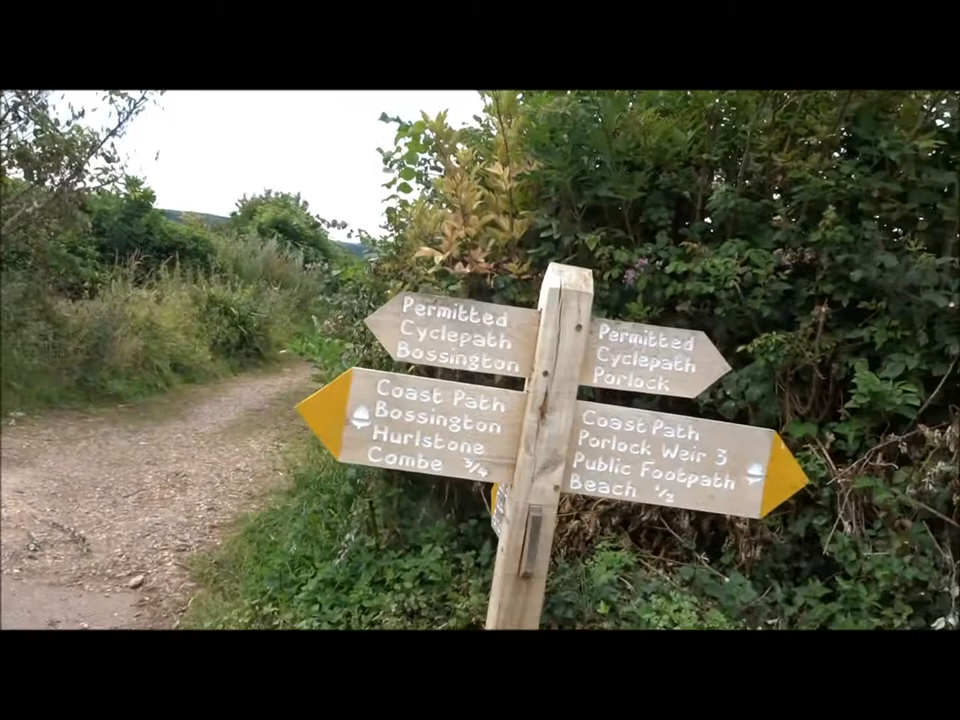 Permitted
Cyclepath
Bossington
Permitted
Cyclepath
Porlock
Coast Path
Bossington
Hurlstone 3/4
Combe
Coast Path
Porlock Weir 3
Public Footpath
Beach 1/2